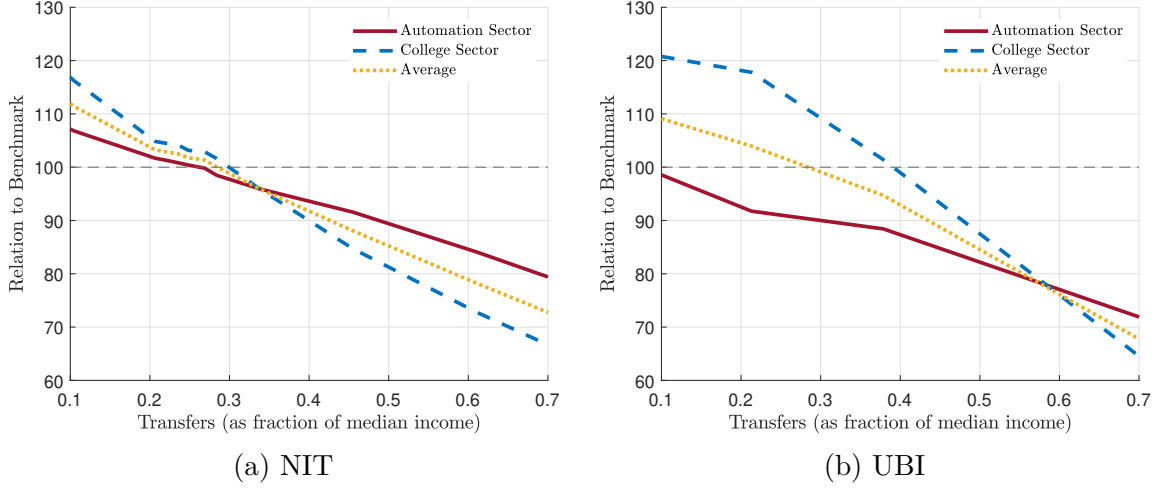 130
120
110
100
90
80
70
60
Relation to Benchmark
Automation Sector
College Sector
Average
0.1 0.2 0.3 0.4 0.5 0.6 0.7
Transfers (as fraction of median income)
(a) NIT
130
120
110
100
90
80
70
60
Relation to Benchmark
Automation Sector
College Sector
Average
0.1 0.2 0.3 0.4 0.5 0.6 0.7
Transfers (as fraction of median income)
(b) UBI